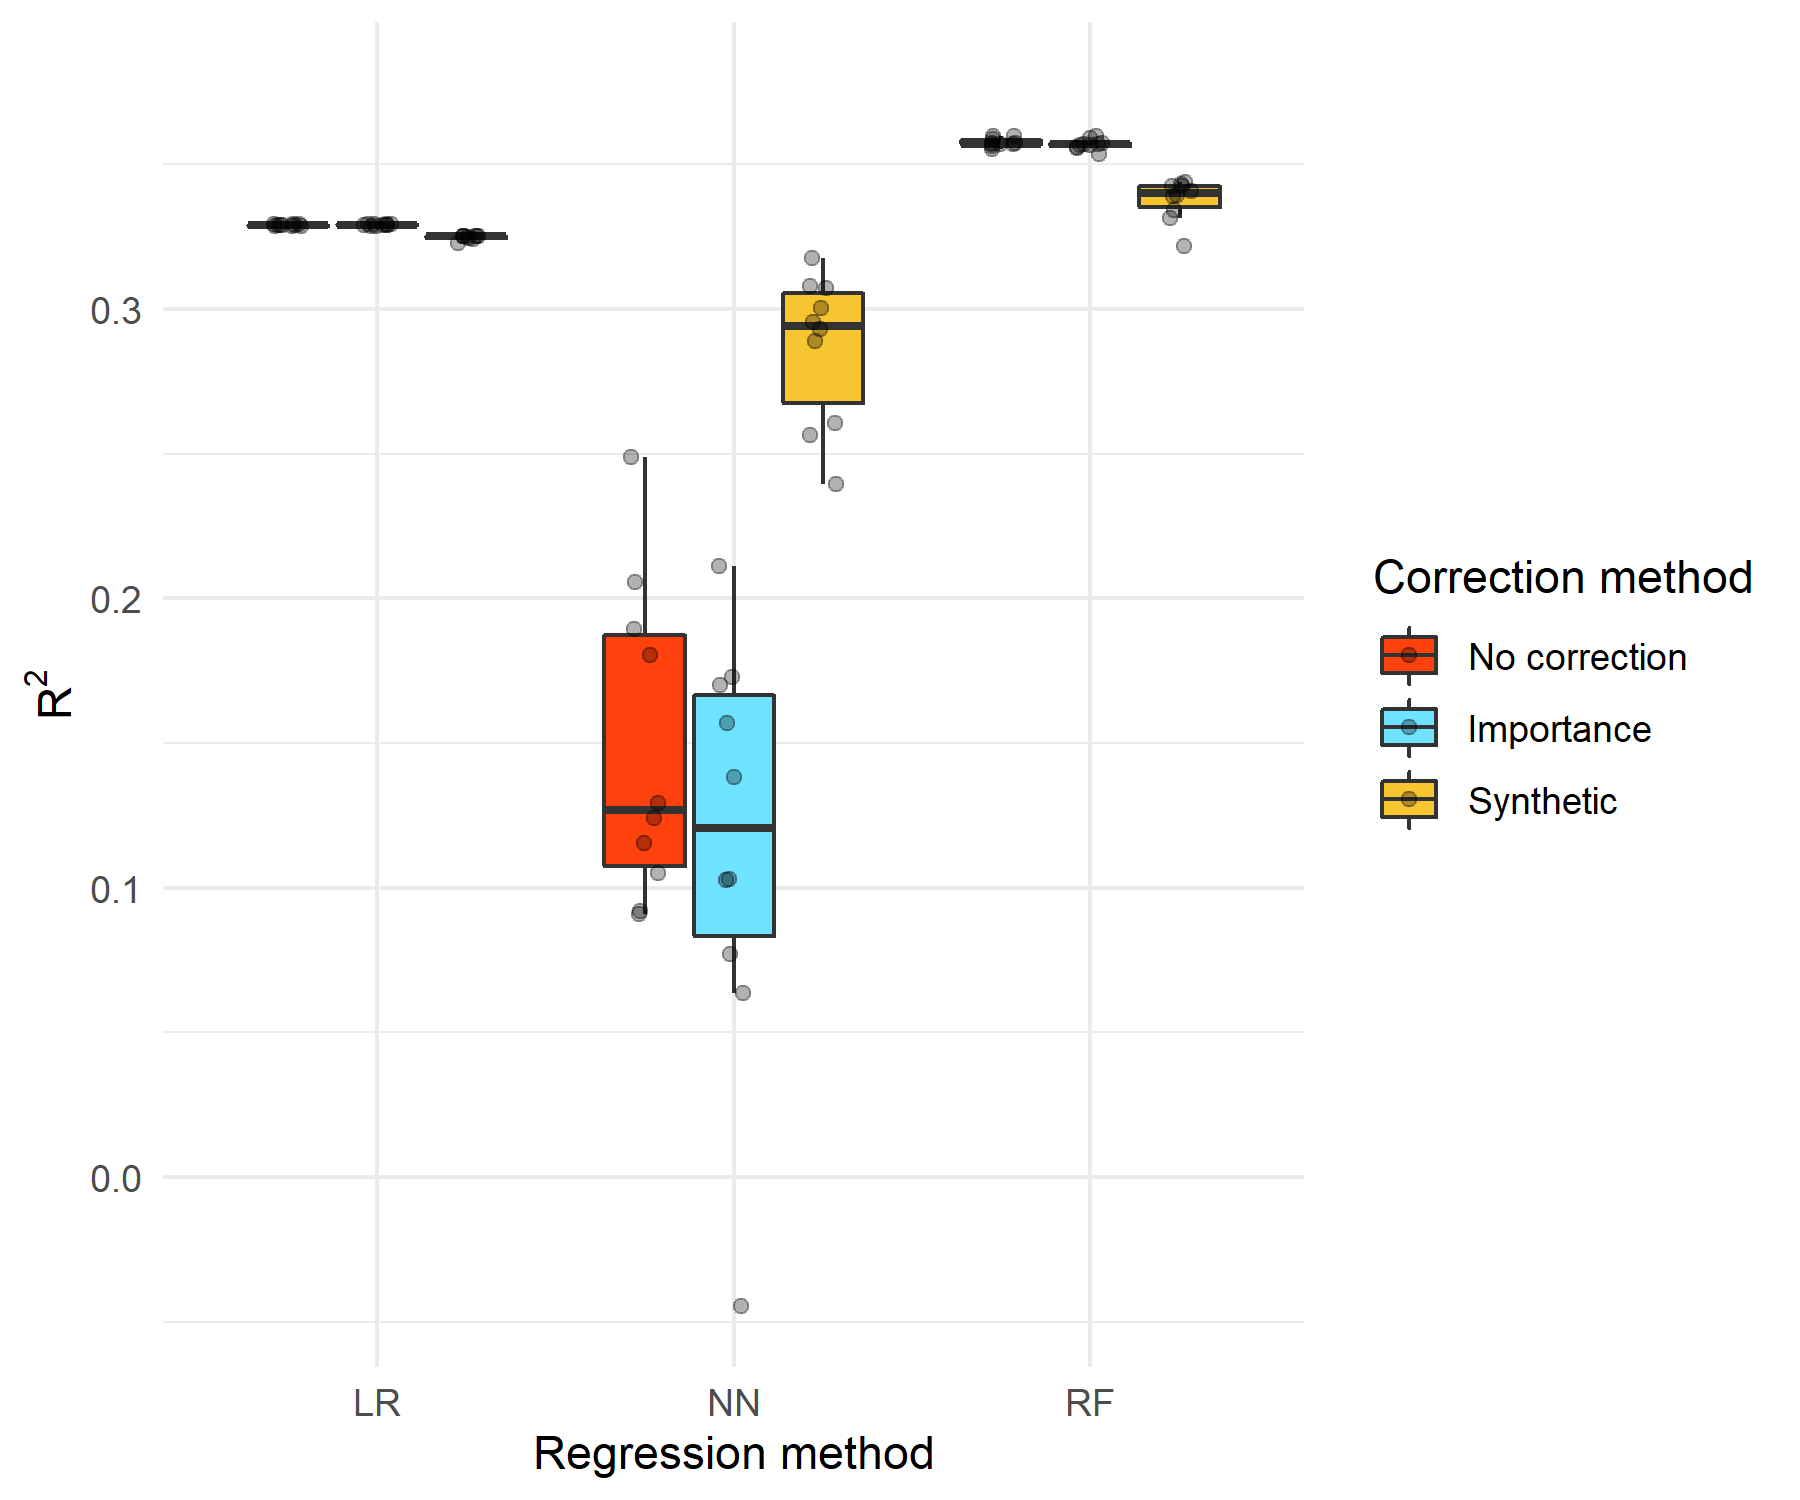 0.3
0.2
0.1
0.0
R²
LR NN RF
Regression method
Correction method
No correction
Importance
Synthetic